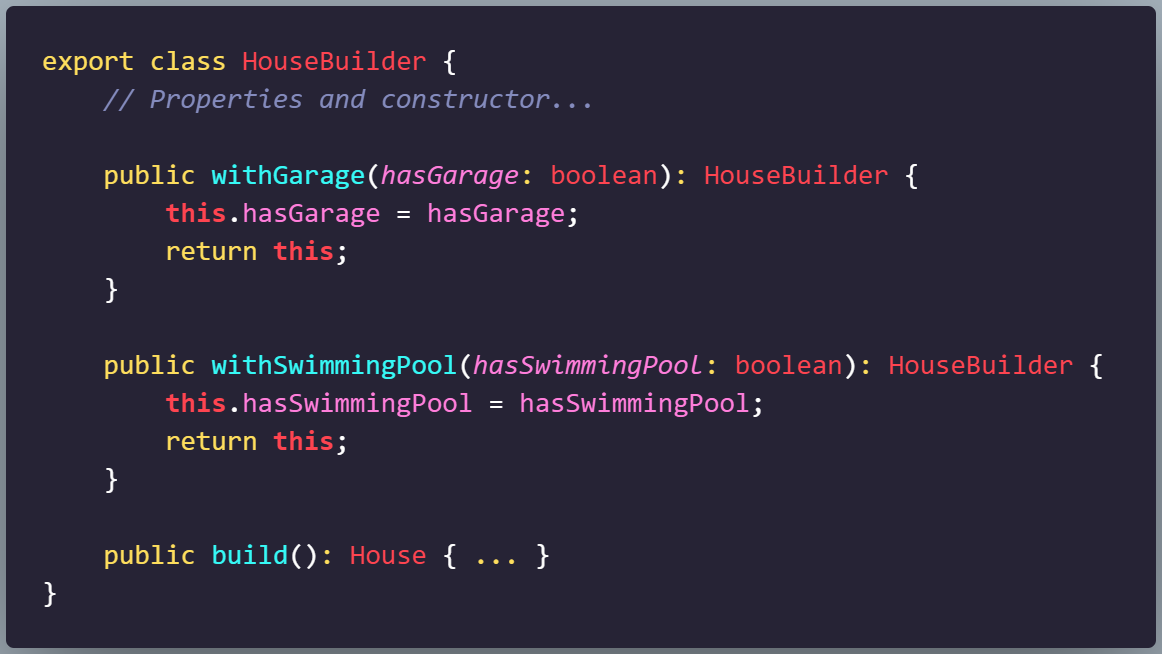 export class HouseBuilder {
    // Properties and constructor...

    public withGarage(hasGarage: boolean): HouseBuilder {
        this.hasGarage = hasGarage;
        return this;
    }

    public withSwimmingPool(hasSwimmingPool: boolean): HouseBuilder {
        this.hasSwimmingPool = hasSwimmingPool;
        return this;
    }

    public build(): House { ... }
}